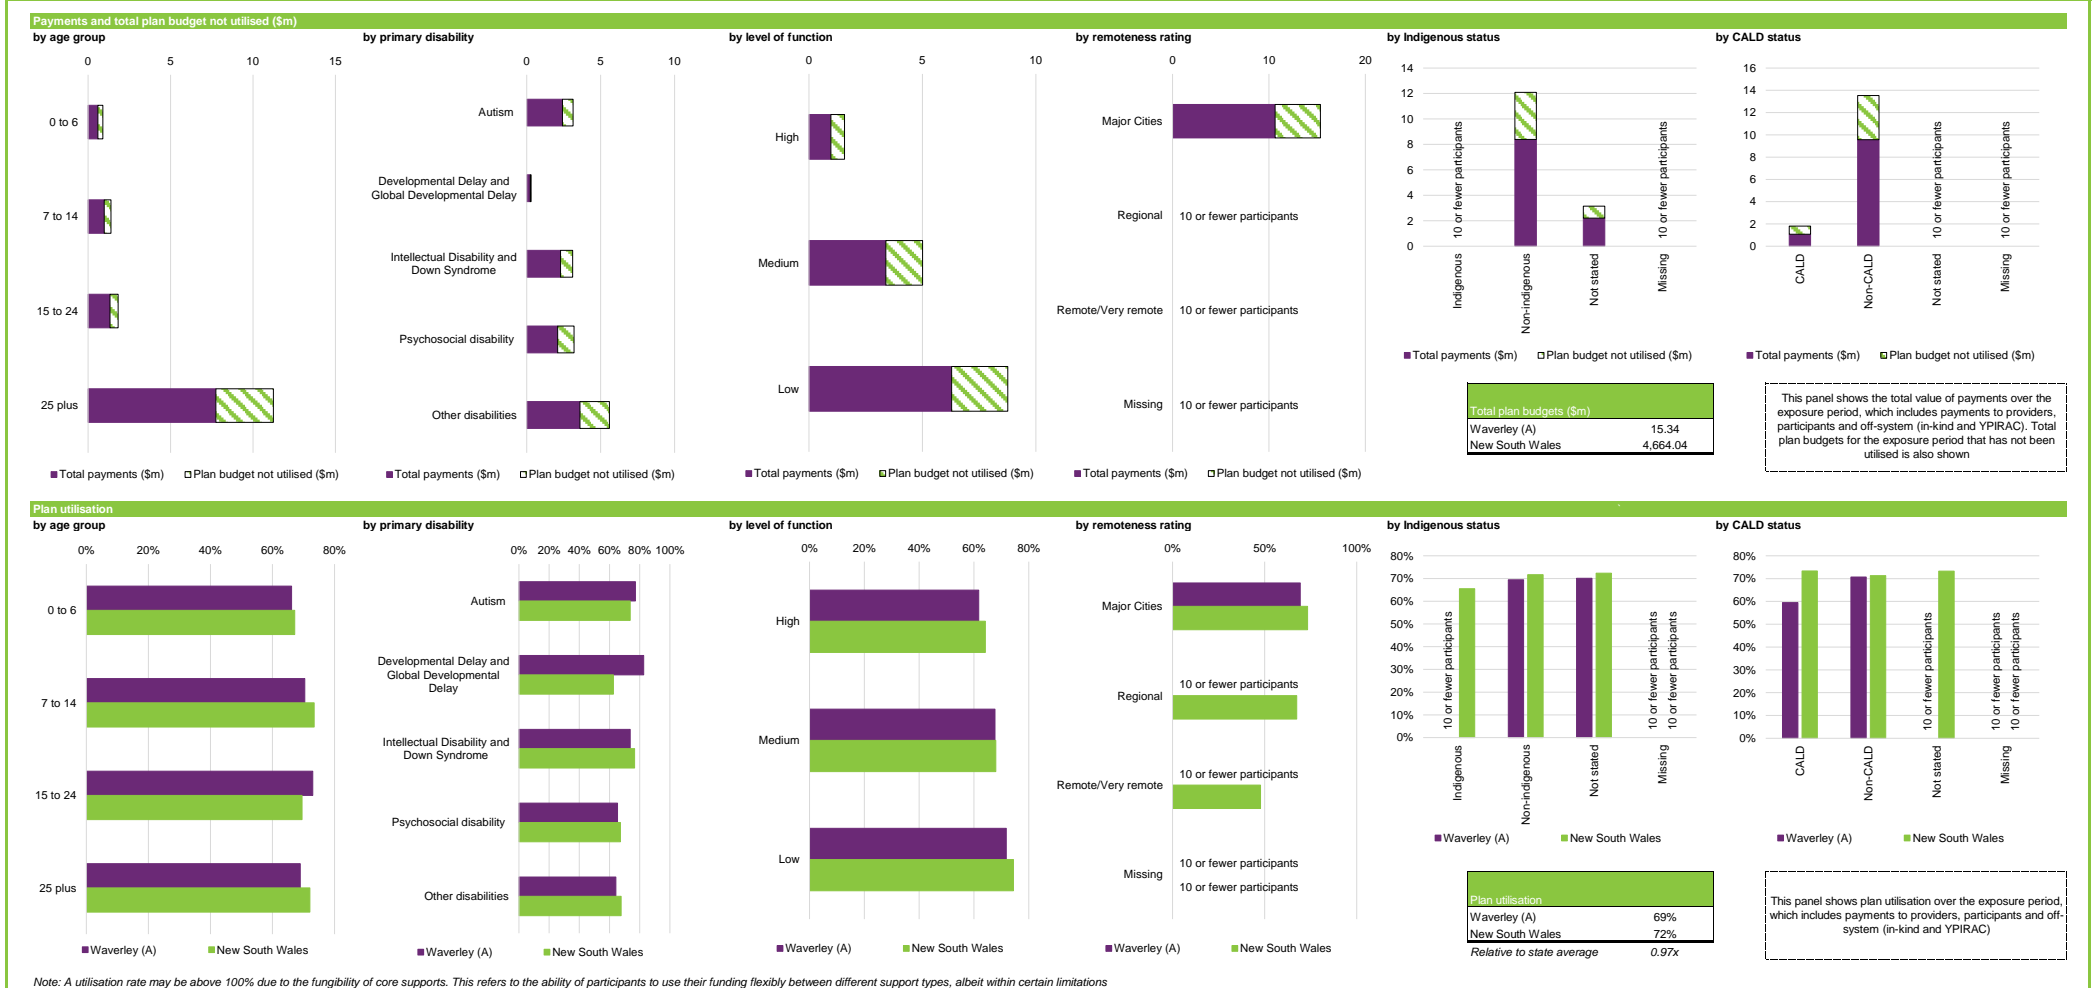 Payments and total plan budget not utilised ($m)
by age group
0 5 10 15
0 to 6
7 to 14
15 to 24
25 plus
Total payments ($m) Plan budget not utilised ($m)
by primary disability
0 5 10
Autism
Developmental Delay and
Global Developmental Delay
Intellectual Disability and
Down Syndrome
Psychosocial disability
Other disabilities
Total payments ($m) Plan budget not utilised ($m)
by level of function
0 5 10
High
Medium
Low
Total payments ($m) Plan budget not utilised ($m)
by remoteness rating
0 10 20
Major Cities
Regional 10 or fewer participants
Remote/Very remote 10 or fewer participants
Missing 10 or fewer participants
Total payments ($m) Plan budget not utilised ($m)
by Indigenous status
14
12
10
8
6
4
2
0
10 or fewer participants
10 or fewer participants
Indigenous
Non-indigenous
Not stated
Missing
Total payments ($m) Plan budget not utilised ($m)
Total plan budgets ($m)
Waverley (A) 15.34
New South Wales 4,664.04
by CALD status
16
14
12
10
8
6
4
2
0
10 or fewer participants
10 or fewer participants
CALD
Non-CALD
Not stated
Missing
Total payments ($m) Plan budget not utilised ($m)
This panel shows the total value of payments over the
exposure period, which includes payments to providers,
participants and off-system (in-kind and YPIRAC). Total
plan budgets for the exposure period that has not been
utilised is also shown
Plan utilisation
by age group
0% 20% 40% 60% 80%
0 to 6
7 to 14
15 to 24
25 plus
Waverley (A) New South Wales
by primary disability
0% 20% 40% 60% 80% 100%
Autism
Developmental Delay and
Global Developmental
Delay
Intellectual Disability and
Down Syndrome
Psychosocial disability
Other disabilities
Waverley (A) New South Wales
by level of function
0% 20% 40% 60% 80%
High
Medium
Low
Waverley (A) New South Wales
by remoteness rating
0% 50% 100%
Major Cities
10 or fewer participants
Regional
10 or fewer participants
Remote/Very remote
10 or fewer participants
Missing
10 or fewer participants
Waverley (A) New South Wales
by Indigenous status
80%
70%
60%
50%
40%
30%
20%
10%
0%
10 or fewer participants
10 or fewer participants
10 or fewer participants
Indigenous
Non-indigenous
Not stated
Missing
Waverley (A) New South Wales
Plan utilisation
Waverley (A) 69%
New South Wales 72%
Relative to state average 0.97x
by CALD status
80%
70%
60%
50%
40%
30%
20%
10%
0%
10 or fewer participants
10 or fewer participants
10 or fewer participants
CALD
Non-CALD
Not stated
Missing
Waverley (A) New South Wales
This panel shows plan utilisation over the exposure period,
which includes payments to providers, participants and off-
system (in-kind and YPIRAC)
Note: A utilisation rate may be above 100% due to the fungibility of core supports. This refers to the ability of participants to use their funding flexibly between different support types, albeit within certain limitations